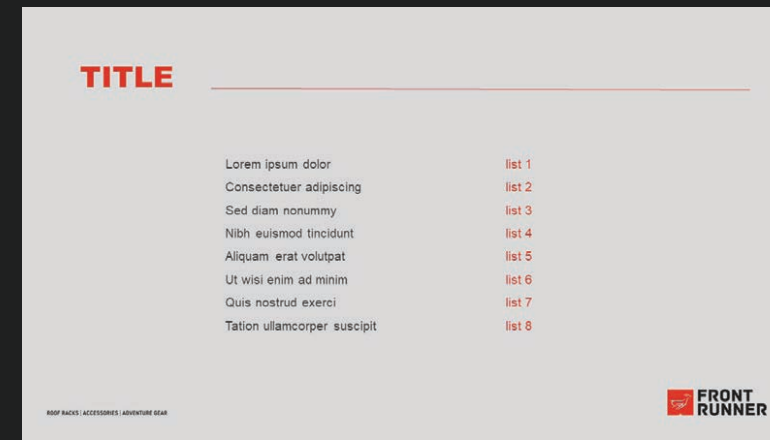 TITLE
Lorem ipsum dolor list 1
Consectetuer adipiscing list 2
Sed diam nonummy list 3
Nibh euismod tincidunt list 4
Aliquam erat volutpat list 5
Ut wisi enim ad minim list 6
Quis nostrud exerci list 7
Tation ullamcorper suscipit list 8
ROOF RACKS | ACCESSORIES | ADVENTURE GEAR
FRONT
RUNNER